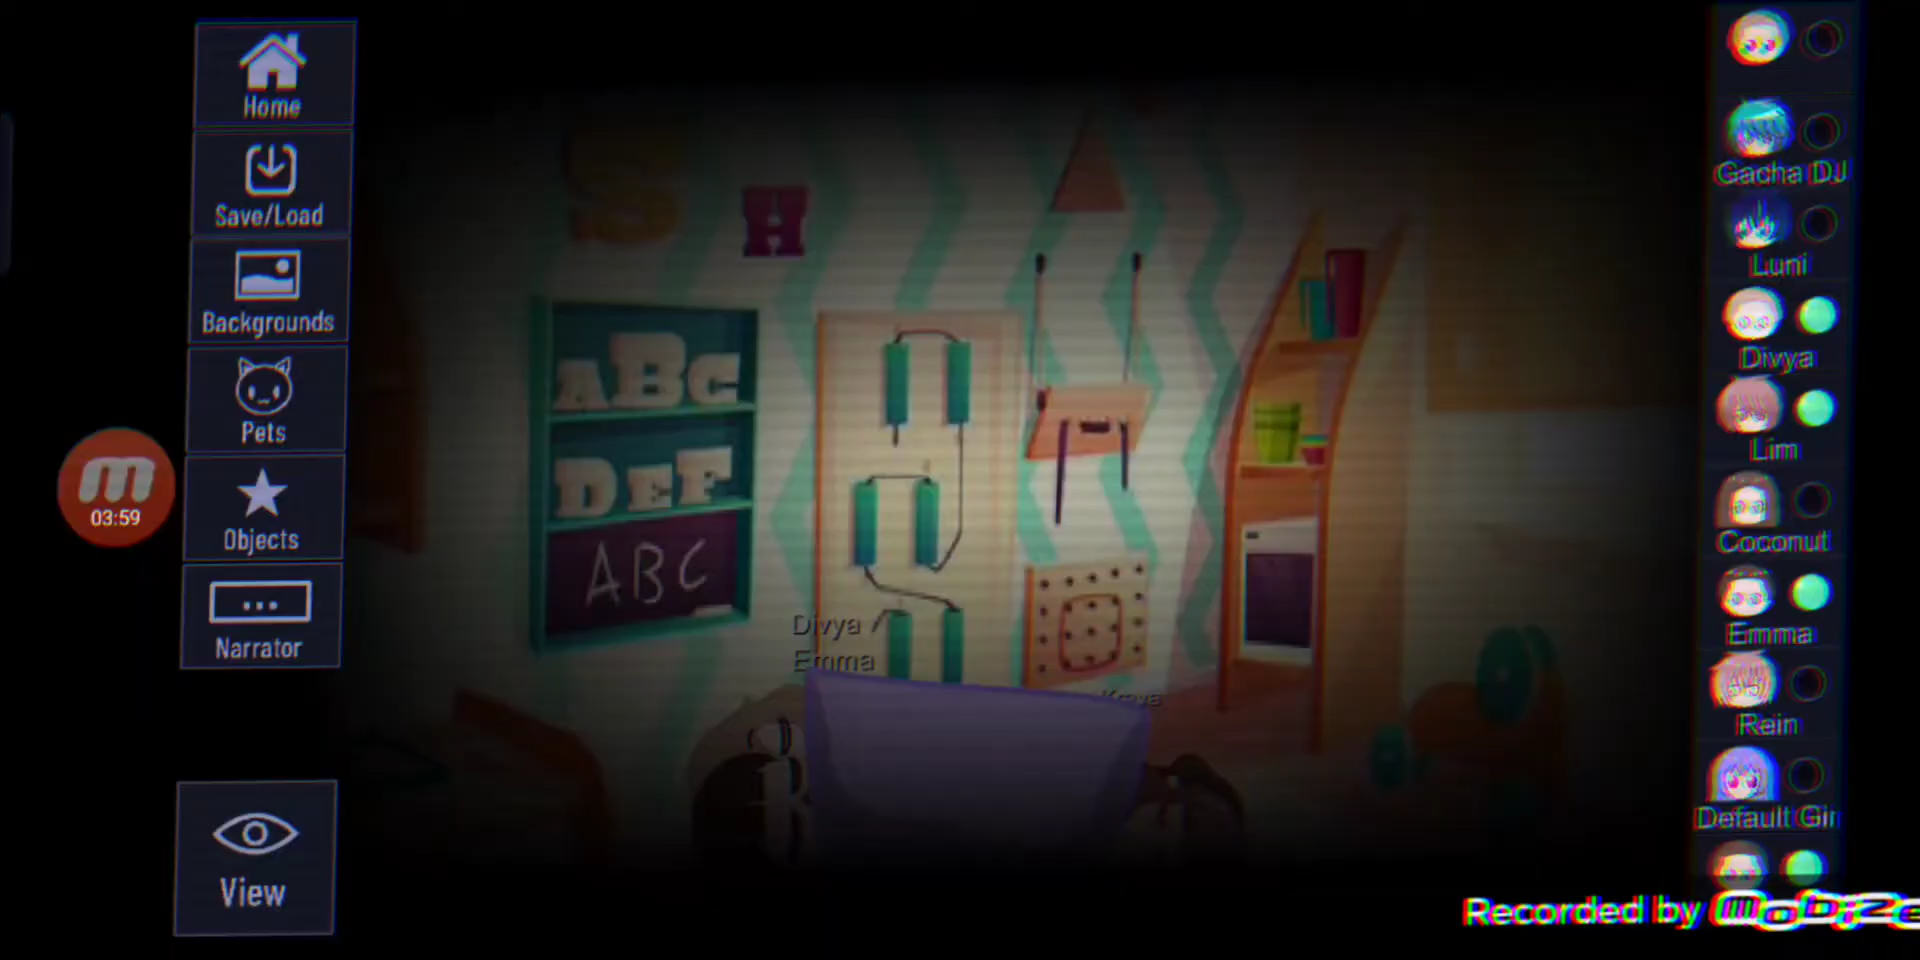 Home
Save/Load
Backgrounds
Pets
03:59
Objects
Narrator
View
S
H
ABC
DEF
ABC
Divya
Emma
Gacha DJ
Luni
Divya
Lim
Coconut
Emma
Rein
Default Gir
Recorded by mobize